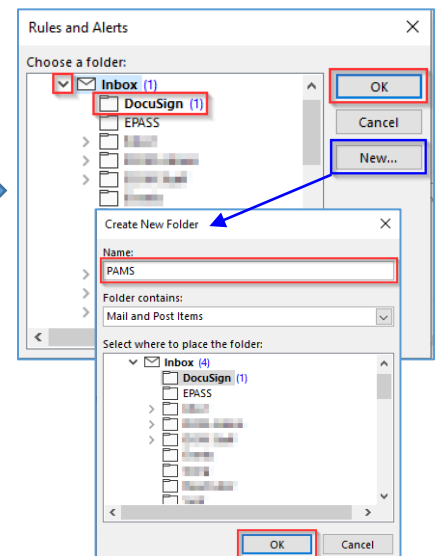 Rules and Alerts
Choose a folder:
Inbox (1)
DocuSign (1)
EPASS
OK
Cancel
New...
Create New Folder
Name:
PAMS
Folder contains:
Mail and Post Items
Select where to place the folder:
Inbox (4)
DocuSign (1)
EPASS
OK
Cancel